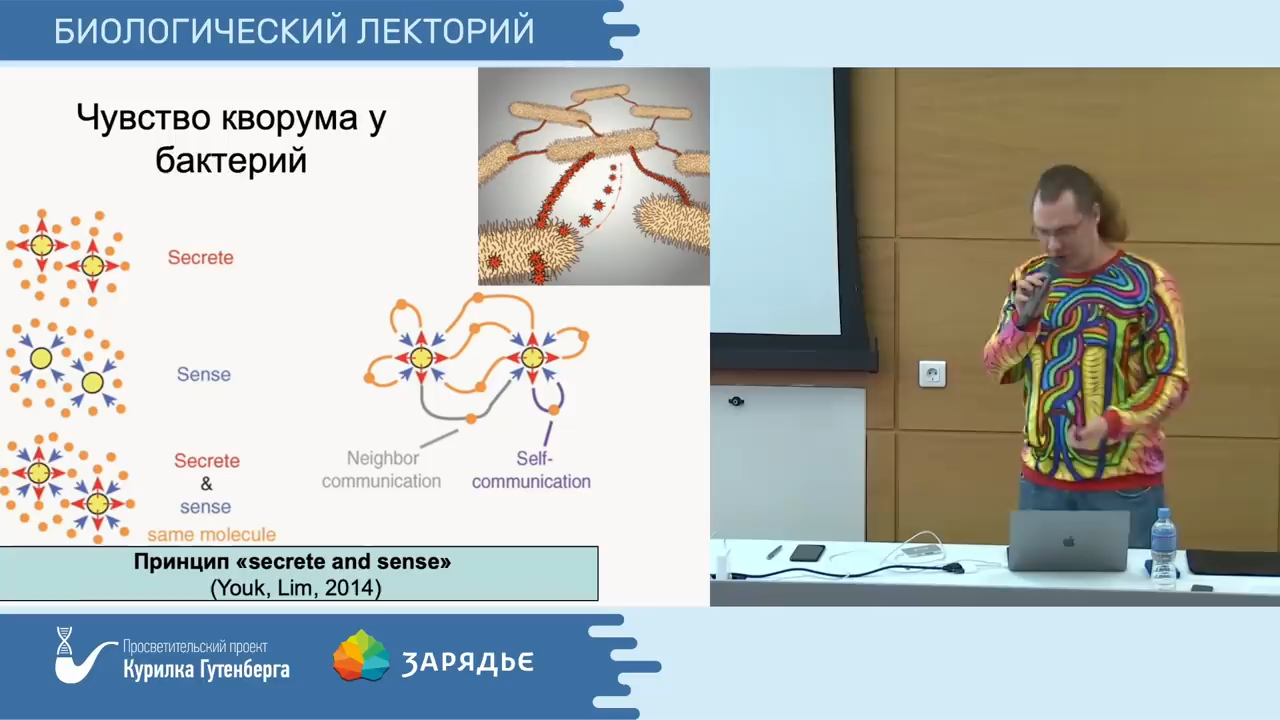 БИОЛОГИЧЕСКИЙ ЛЕКТОРИЙ
Чувство кворума у
бактерий
Secrete
Sense
Secrete
&
sense
same molecule
Neighbor
communication
Self-
communication
Принцип «secrete and sense»
(Youk, Lim, 2014)
Просветительский проект
Курилка Гутенберга
ЗАРЯДЬЕ